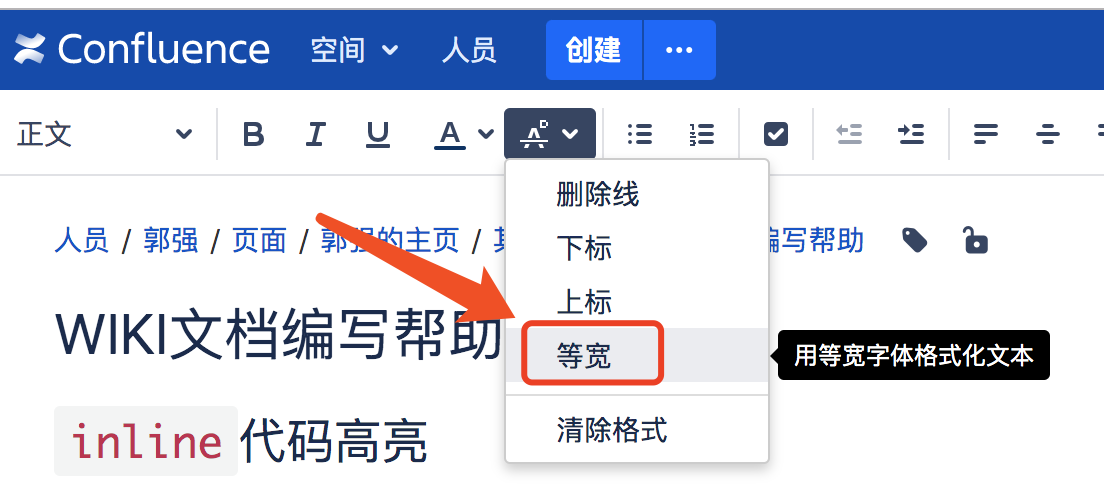 Confluence 空间 人员 创建 ...
正文 B I U A
删除线
人员 / 郭强 / 页面 / 郭强的主页 / 编写帮助
下标
上标
WIKI文档编写帮助
等宽
用等宽字体格式化文本
inline 代码高亮
清除格式